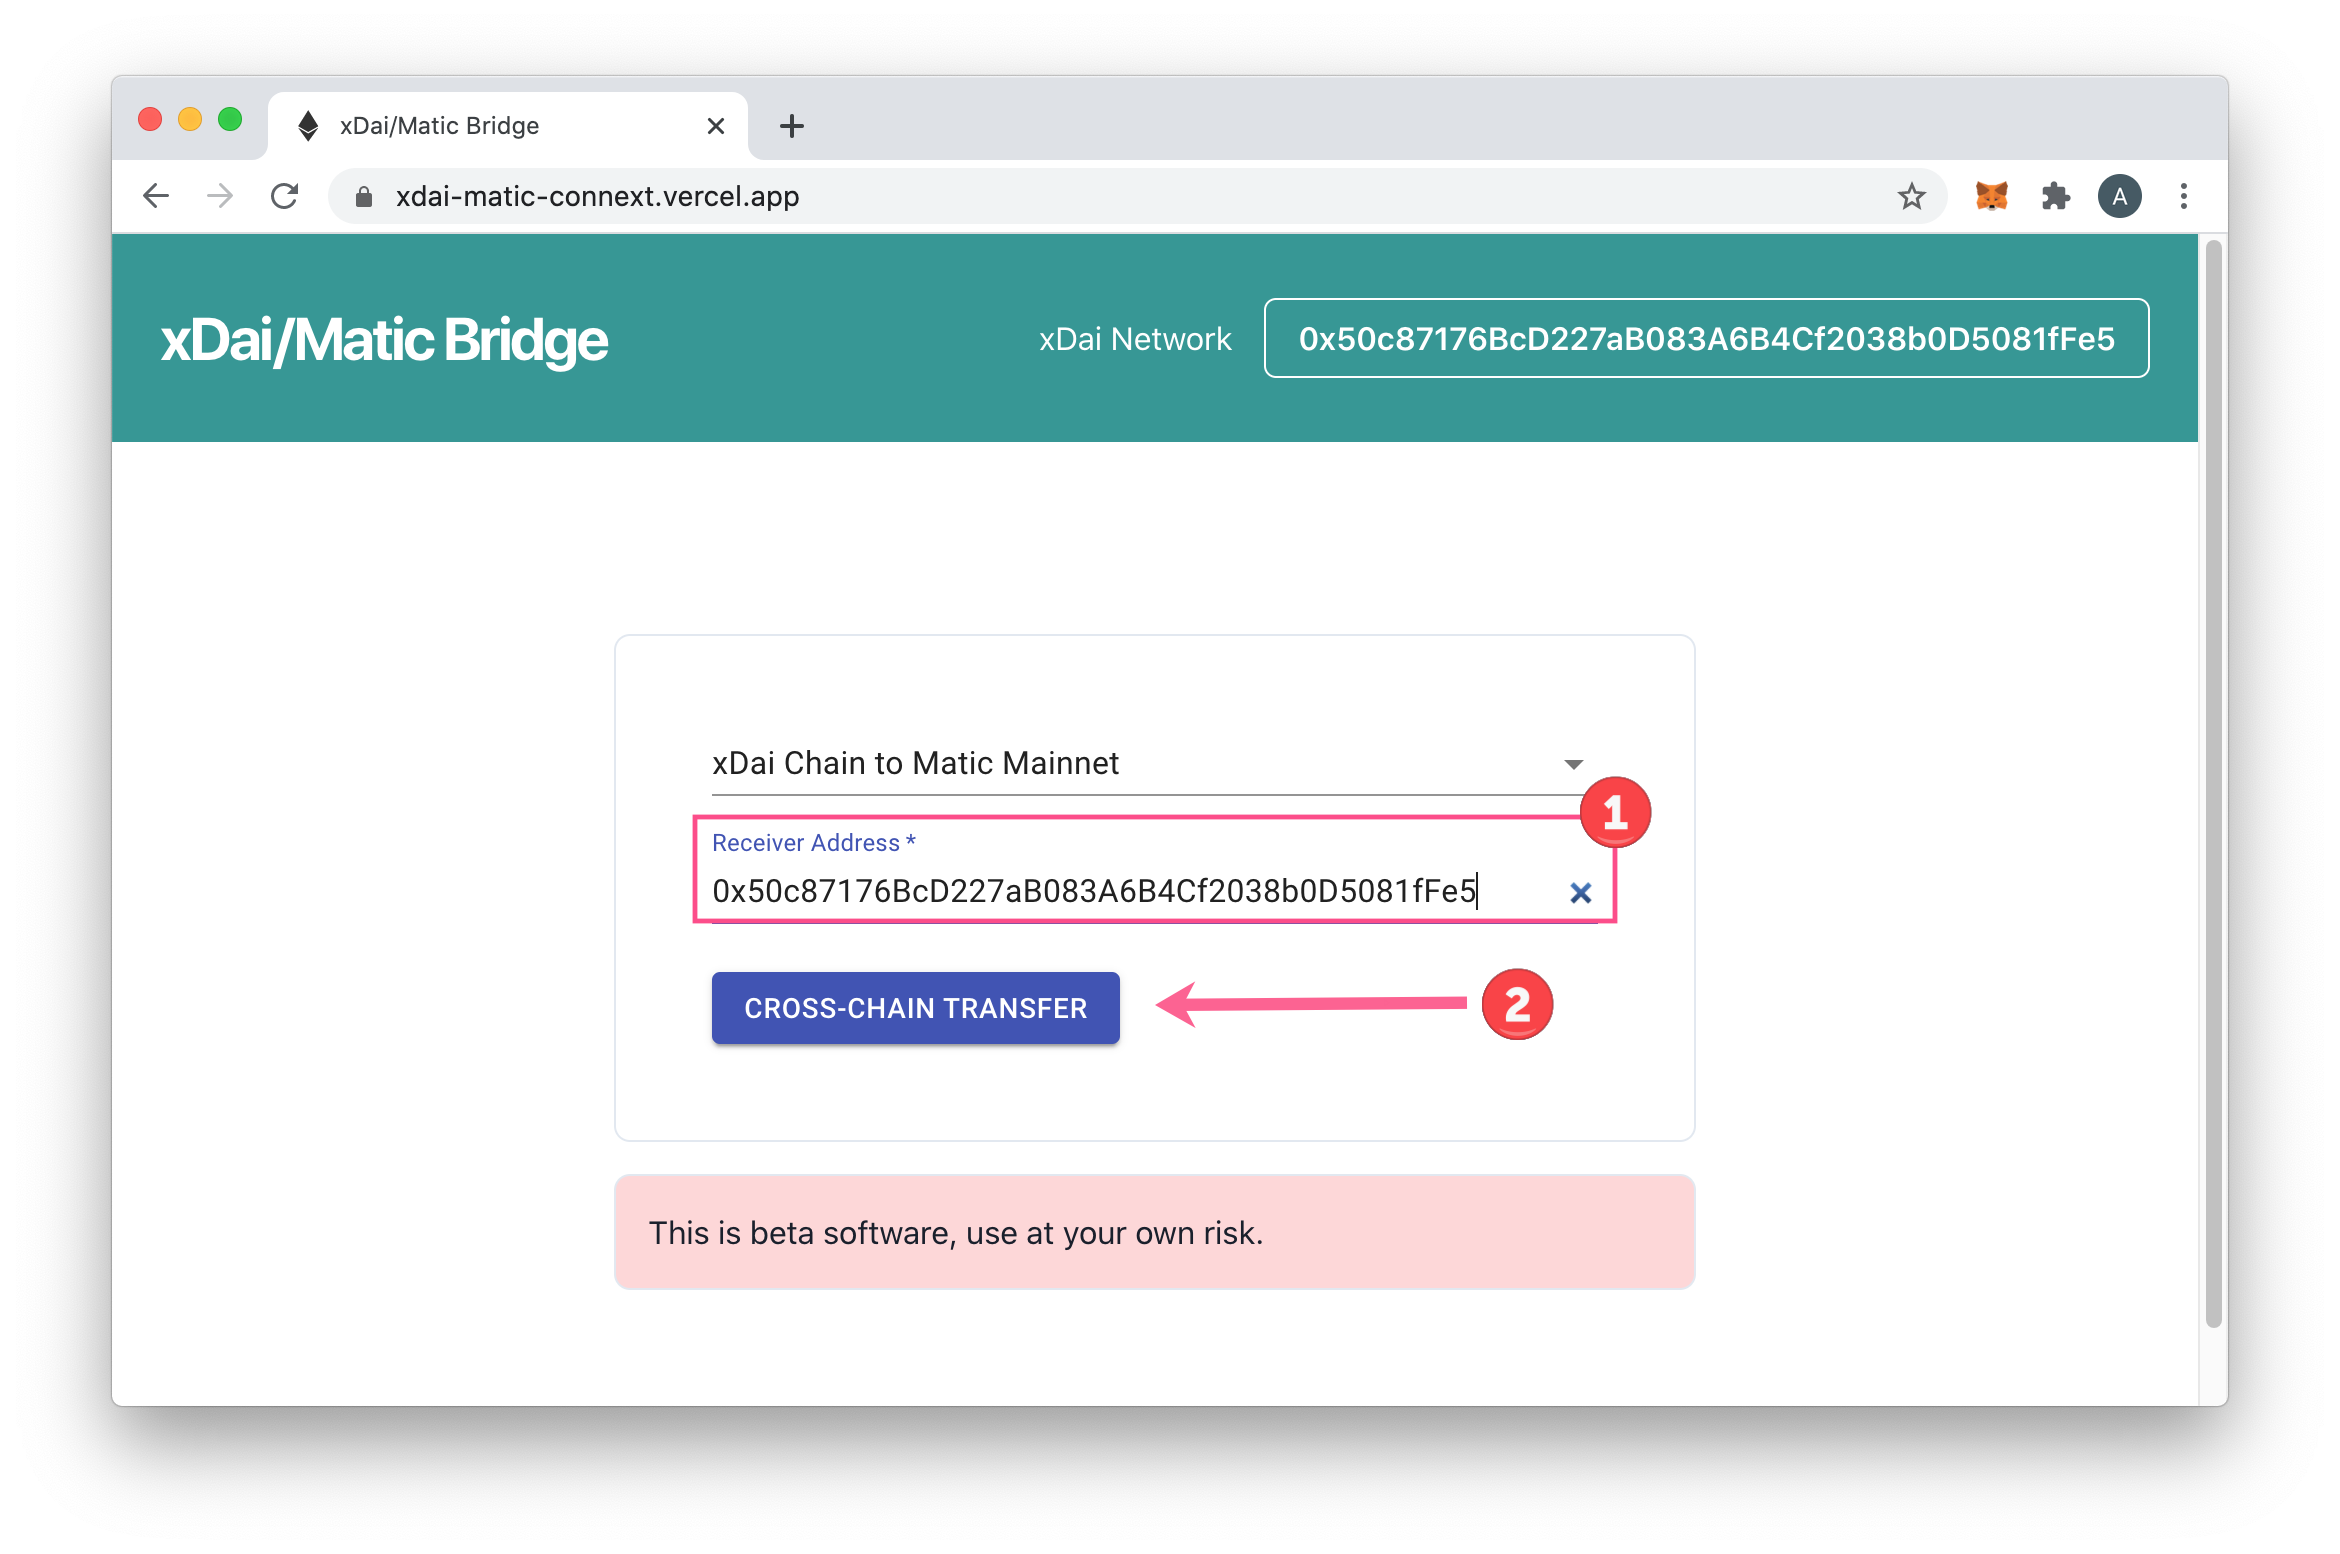 xDai/Matic Bridge
xdai-matic-connext.vercel.app
A
xDai/Matic Bridge
xDai Network
0x50c87176BcD227aB083A6B4Cf2038b0D5081fFe5
xDai Chain to Matic Mainnet
1
Receiver Address *
0x50c87176BcD227aB083A6B4Cf2038b0D5081fFe5
CROSS-CHAIN TRANSFER
2
This is beta software, use at your own risk.